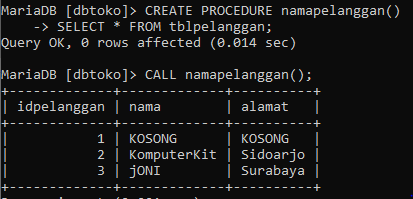 MariaDB [dbtoko]> CREATE PROCEDURE namapelanggan()
    -> SELECT * FROM tblpelanggan;
Query OK, 0 rows affected (0.014 sec)

MariaDB [dbtoko]> CALL namapelanggan();
+-------------+-------------+----------+
| idpelanggan | nama        | alamat   |
+-------------+-------------+----------+
|           1 | KOSONG      | KOSONG   |
|           2 | KomputerKit | Sidoarjo |
|           3 | jONI        | Surabaya |
+-------------+-------------+----------+